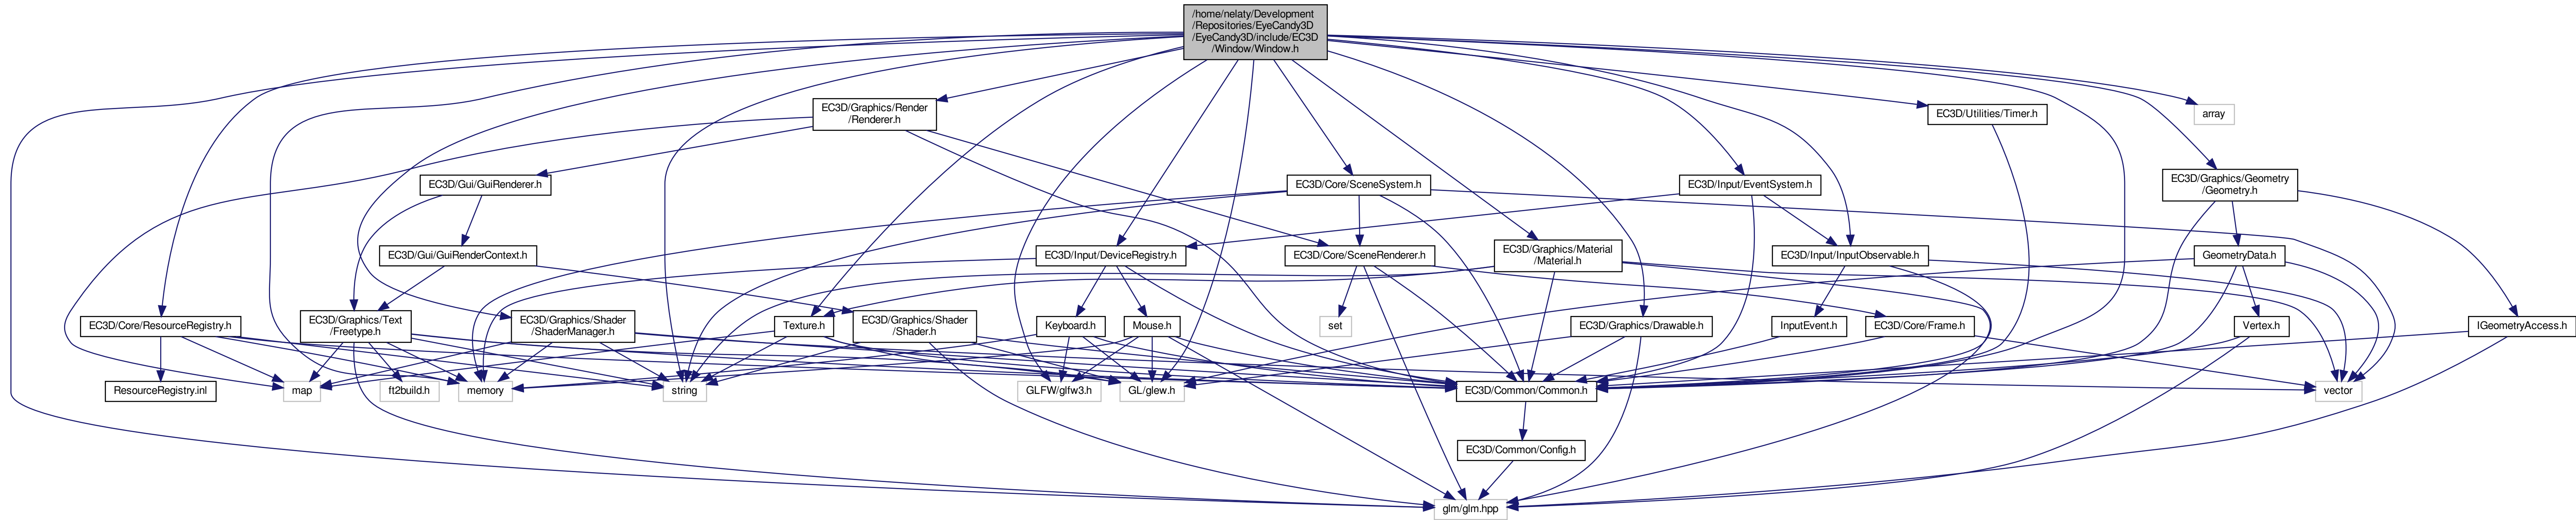 /home/nelaty/Development
/Repositories/EyeCandy3D
/EyeCandy3D/include/EC3D
/Window/Window.h
EC3D/Graphics/Render
/Renderer.h
EC3D/Utilities/Timer.h
array
EC3D/Gui/GuiRenderer.h
EC3D/Core/SceneSystem.h
EC3D/Input/EventSystem.h
EC3D/Graphics/Geometry
/Geometry.h
EC3D/Gui/GuiRenderContext.h
EC3D/Input/DeviceRegistry.h
EC3D/Core/SceneRenderer.h
EC3D/Graphics/Material
/Material.h
EC3D/Input/InputObservable.h
GeometryData.h
EC3D/Core/ResourceRegistry.h
EC3D/Graphics/Text
/Freetype.h
EC3D/Graphics/Shader
/ShaderManager.h
Texture.h
EC3D/Graphics/Shader
/Shader.h
Keyboard.h
Mouse.h
set
EC3D/Graphics/Drawable.h
InputEvent.h
EC3D/Core/Frame.h
Vertex.h
IGeometryAccess.h
ResourceRegistry.inl
map
ft2build.h
memory
string
GLFW/glfw3.h
GL/glew.h
EC3D/Common/Common.h
vector
EC3D/Common/Config.h
glm/glm.hpp